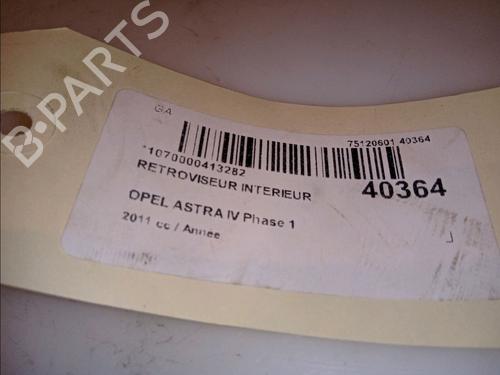 B-PARTS
GA
75120601 40364
*1070000413282
RETROVISEUR INTERIEUR
40364
OPEL ASTRA IV Phase 1
2011 cc / Annee